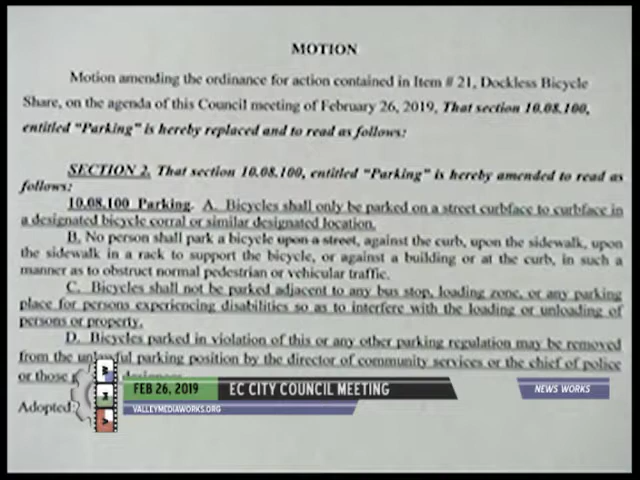 MOTION
Motion amending the ordinance for action contained in Item # 21, Dockless Bicycle
Share, on the agenda of this Council meeting of February 26, 2019, That section 10.08.100,
entitled "Parking" is hereby replaced and to read as follows:
SECTION 2. That section 10.08.100, entitled "Parking" is hereby amended to read as
follows:
10.08.100 Parking. A. Bicycles shall only be parked on a street curbface to curbface in
a designated bicycle corral or similar designated location.
B. No person shall park a bicycle upon a street, against the curb, upon the sidewalk, upon
the sidewalk in a rack to support the bicycle, or against a building or at the curb, in such a
manner as to obstruct normal pedestrian or vehicular traffic.
C. Bicycles shall not be parked adjacent to any bus stop, loading zone, or any parking
place for persons experiencing disabilities so as to interfere with the loading or unloading of
persons or property.
D. Bicycles parked in violation of this or any other parking regulation may be removed
from the unlawful parking position by the director of community services or the chief of police
or those
Adopted:
FEB 26, 2019 EC CITY COUNCIL MEETING NEWS WORKS
VALLEYMEDIAWORKS.ORG